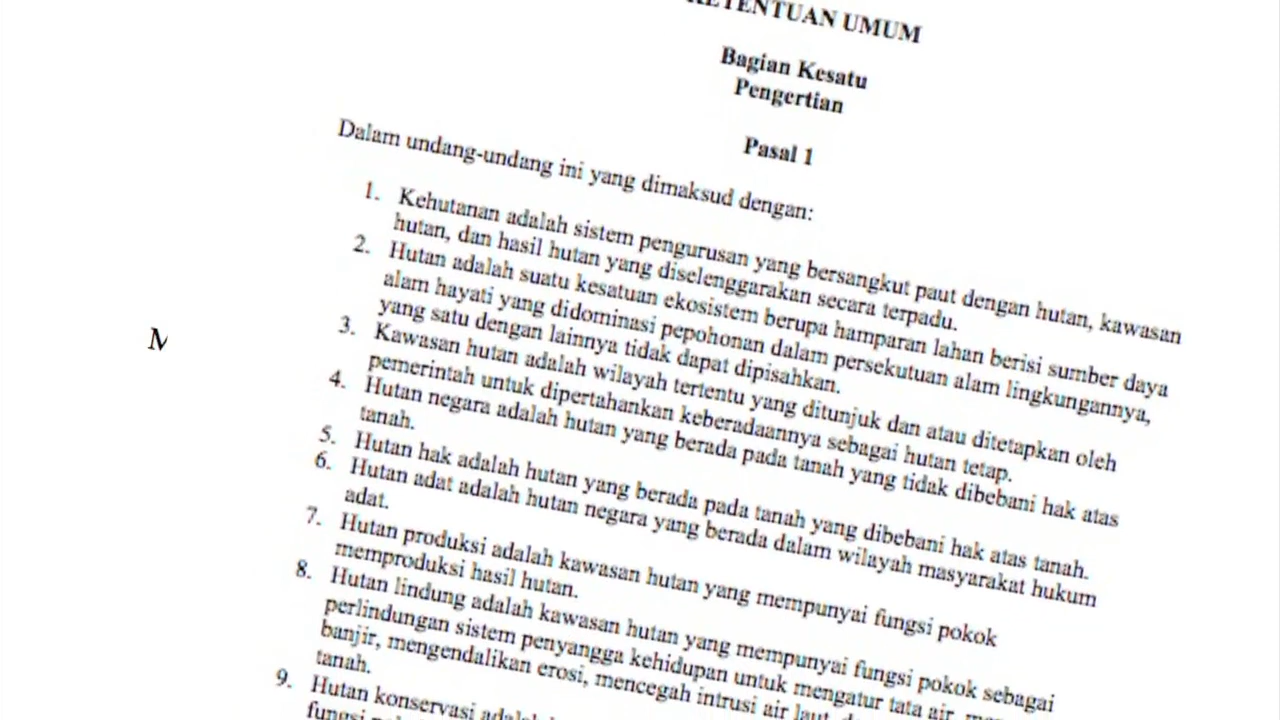 KETENTUAN UMUM
Bagian Kesatu
Pengertian
Pasal 1
Dalam undang-undang ini yang dimaksud dengan:
1. Kehutanan adalah sistem pengurusan yang bersangkut paut dengan hutan, kawasan
hutan, dan hasil hutan yang diselenggarakan secara terpadu.
2. Hutan adalah suatu kesatuan ekosistem berupa hamparan lahan berisi sumber daya
alam hayati yang didominasi pepohonan dalam persekutuan alam lingkungannya,
yang satu dengan lainnya tidak dapat dipisahkan.
3. Kawasan hutan adalah wilayah tertentu yang ditunjuk dan atau ditetapkan oleh
pemerintah untuk dipertahankan keberadaannya sebagai hutan tetap.
4. Hutan negara adalah hutan yang berada pada tanah yang tidak dibebani hak atas
tanah.
5. Hutan hak adalah hutan yang berada pada tanah yang dibebani hak atas tanah.
6. Hutan adat adalah hutan negara yang berada dalam wilayah masyarakat hukum
adat.
7. Hutan produksi adalah kawasan hutan yang mempunyai fungsi pokok
memproduksi hasil hutan.
8. Hutan lindung adalah kawasan hutan yang mempunyai fungsi pokok sebagai
perlindungan sistem penyangga kehidupan untuk mengatur tata air,
banjir, mengendalikan erosi, mencegah intrusi air laut,
tanah.
9. Hutan konservasi adalah
M